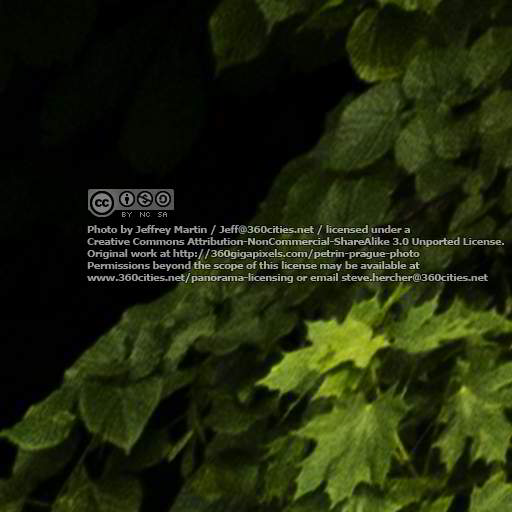 cc
BY NC SA
Photo by Jeffrey Martin / Jeff@360cities.net / licensed under a
Creative Commons Attribution-NonCommercial-ShareAlike 3.0 Unported License.
Original work at http://360gigapixels.com/petrin-prague-photo
Permissions beyond the scope of this license may be available at
www.360cities.net/panorama-licensing or email steve.hercher@360cities.net